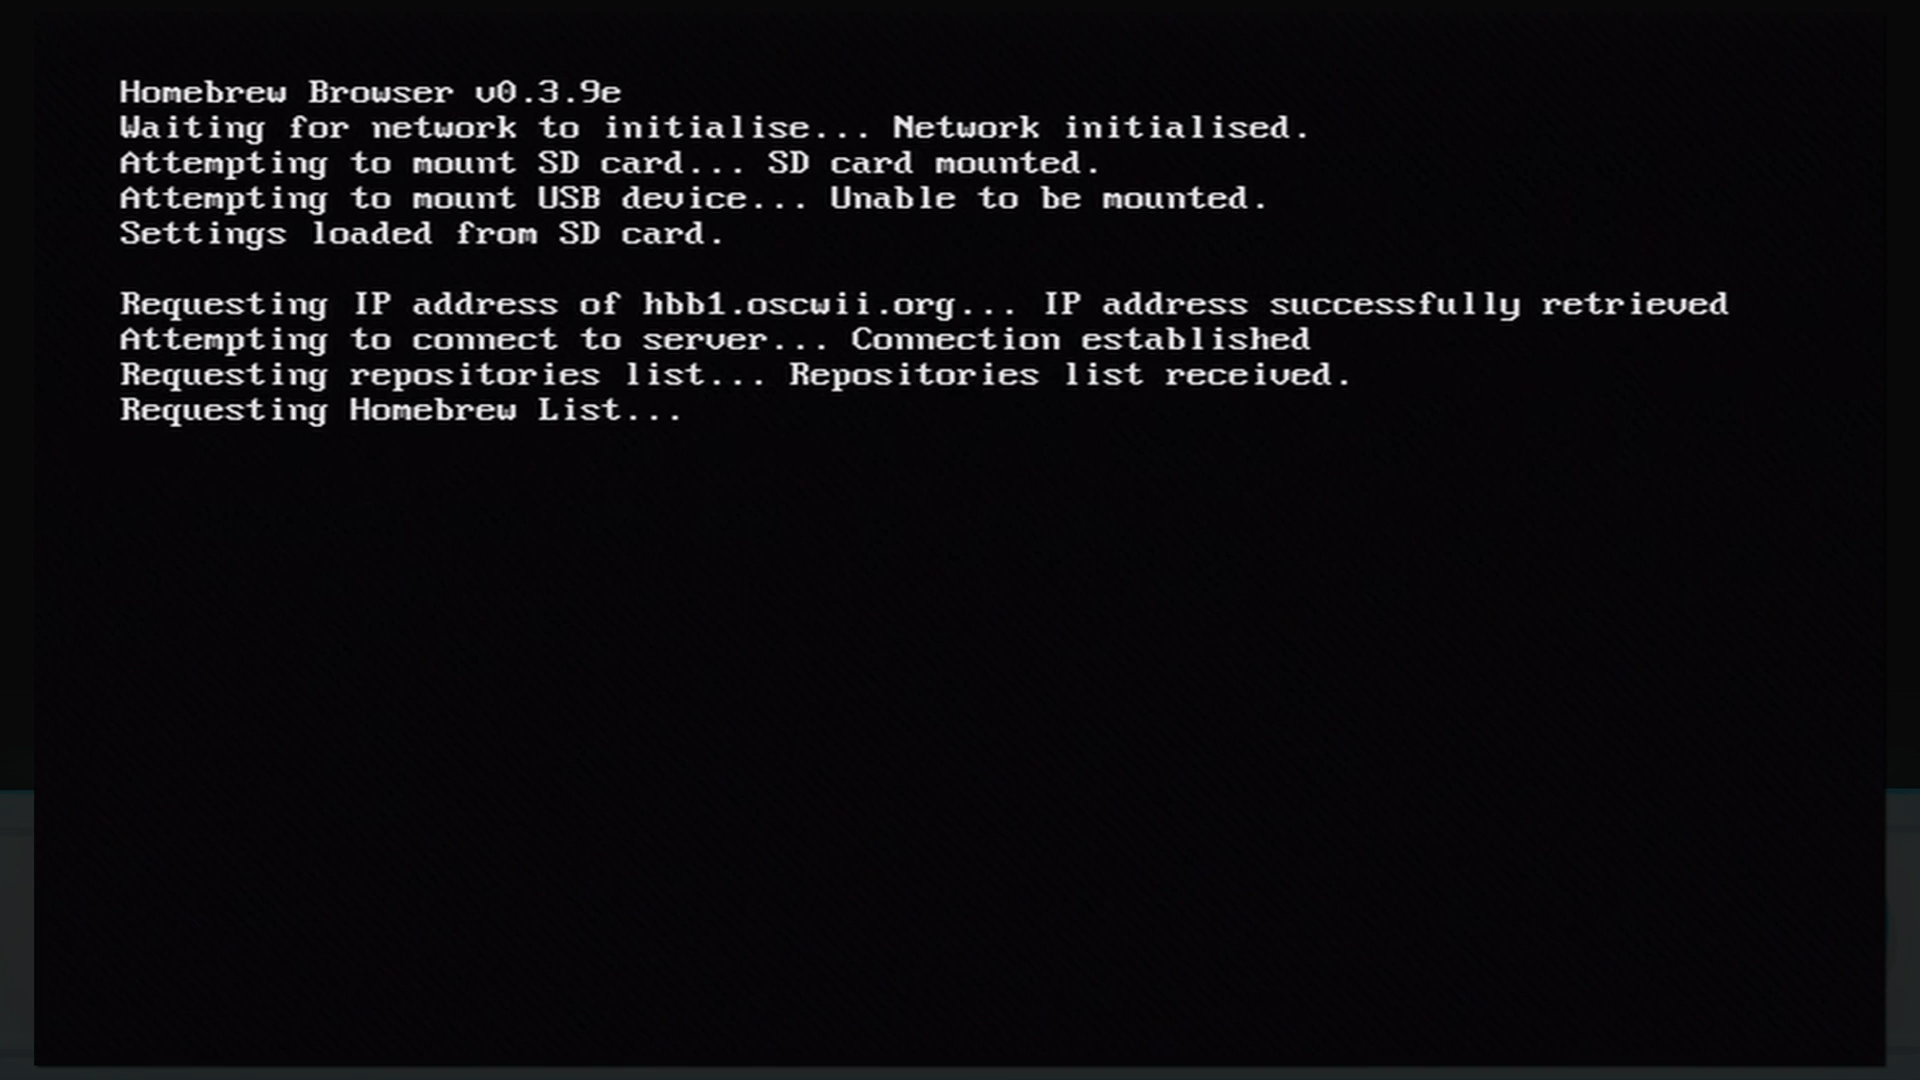 Homebrew Browser v0.3.9e
Waiting for network to initialise... Network initialised.
Attempting to mount SD card... SD card mounted.
Attempting to mount USB device... Unable to be mounted.
Settings loaded from SD card.
Requesting IP address of hbb1.oscwii.org... IP address successfully retrieved
Attempting to connect to server... Connection established
Requesting repositories list... Repositories list received.
Requesting Homebrew List...